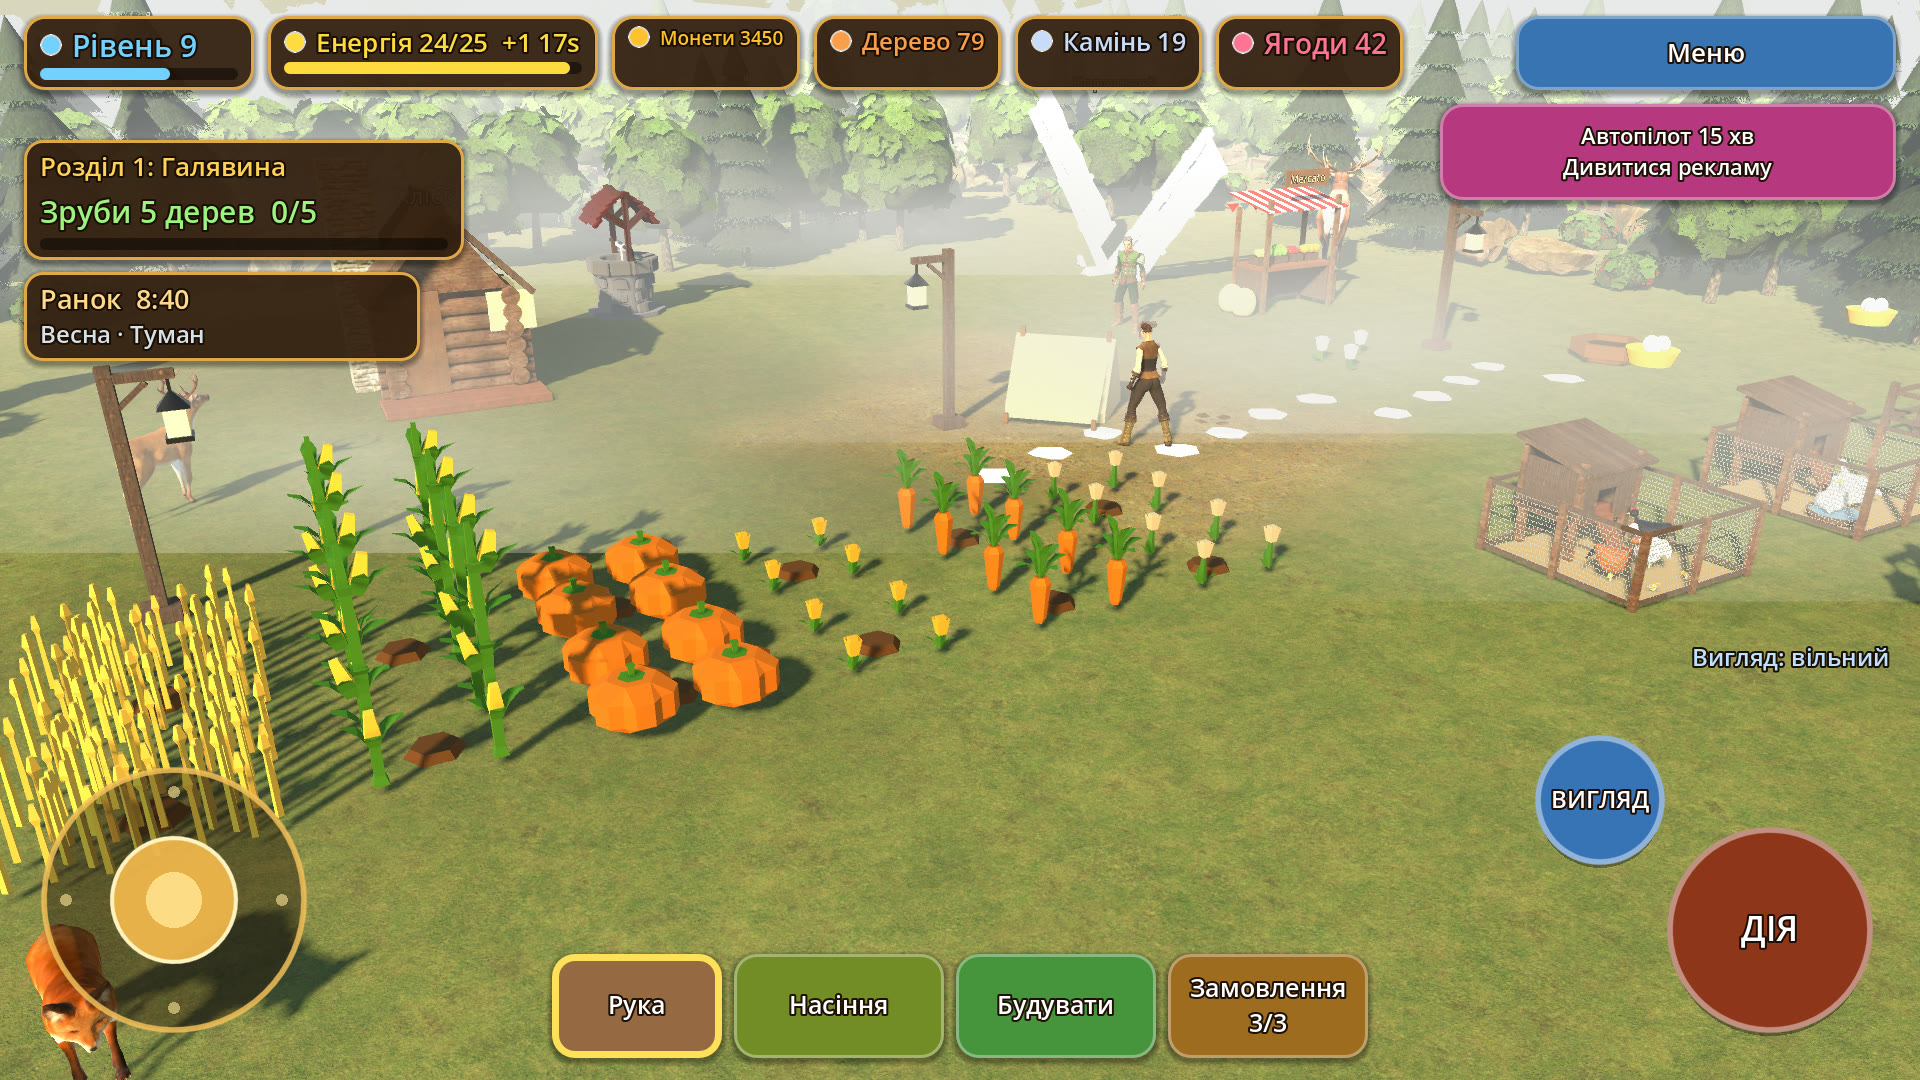 Рівень 9
Енергія 24/25 +1 17s
Монети 3450
Дерево 79
Камінь 19
Ягоди 42
Меню
Автопілот 15 хв
Дивитися рекламу
Розділ 1: Галявина
Зруби 5 дерев 0/5
Ранок 8:40
Весна · Туман
Mercato
Вигляд: вільний
ВИГЛЯД
ДІЯ
Рука
Насіння
Будувати
Замовлення
3/3